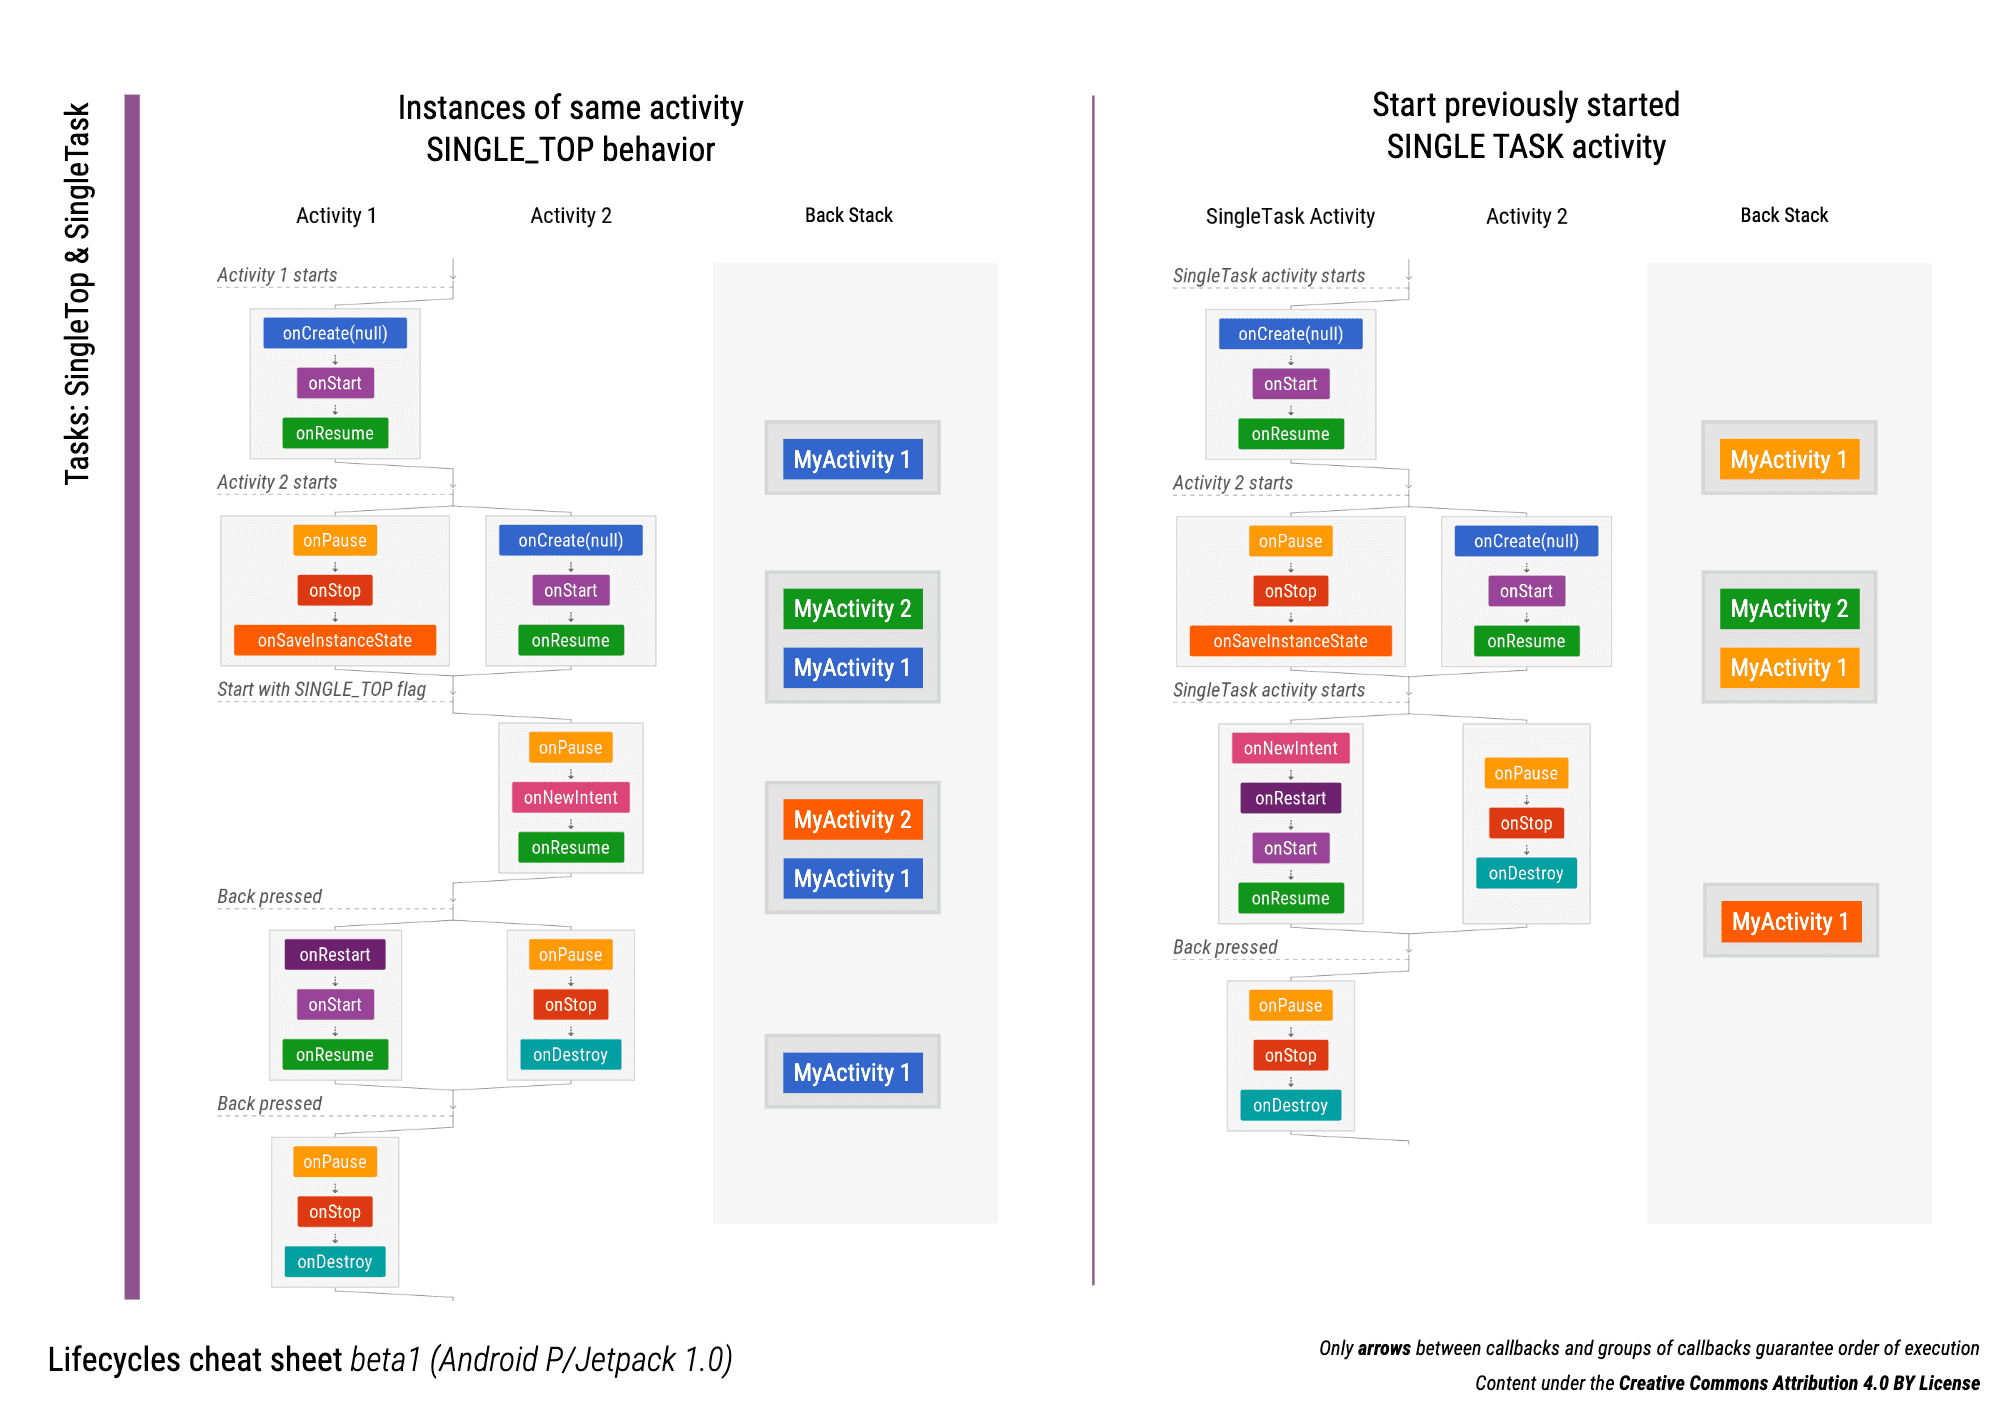 Tasks: SingleTop & SingleTask
Instances of same activity
SINGLE_TOP behavior
Activity 1
Activity 2
Back Stack
Activity 1 starts
onCreate(null)
onStart
onResume
MyActivity 1
Activity 2 starts
onPause
onCreate(null)
onStop
onStart
onSaveInstanceState
onResume
MyActivity 2
MyActivity 1
Start with SINGLE_TOP flag
onPause
onNewIntent
onResume
MyActivity 2
MyActivity 1
Back pressed
onRestart
onPause
onStart
onStop
onResume
onDestroy
MyActivity 1
Back pressed
onPause
onStop
onDestroy
Start previously started
SINGLE TASK activity
SingleTask Activity
Activity 2
Back Stack
SingleTask activity starts
onCreate(null)
onStart
onResume
MyActivity 1
Activity 2 starts
onPause
onCreate(null)
onStop
onStart
onSaveInstanceState
onResume
MyActivity 2
MyActivity 1
SingleTask activity starts
onNewIntent
onRestart
onStart
onResume
onPause
onStop
onDestroy
MyActivity 1
Back pressed
onPause
onStop
onDestroy
Lifecycles cheat sheet beta1 (Android P/Jetpack 1.0)
Only arrows between callbacks and groups of callbacks guarantee order of execution
Content under the Creative Commons Attribution 4.0 BY License